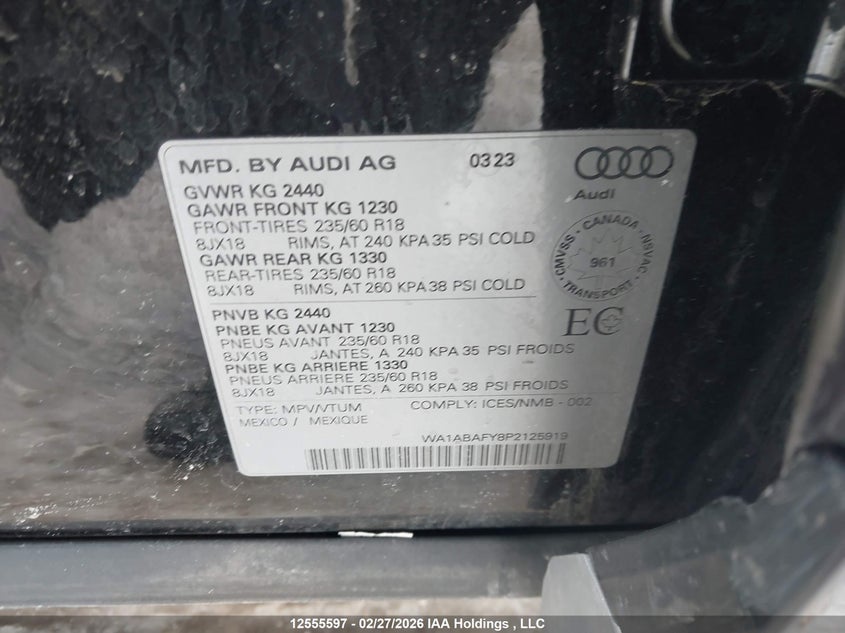 MFD. BY AUDI AG 0323
Audi
GVWR KG 2440
GAWR FRONT KG 1230
FRONT-TIRES 235/60 R18
8JX18 RIMS, AT 240 KPA 35 PSI COLD
GAWR REAR KG 1330
REAR-TIRES 235/60 R18
8JX18 RIMS, AT 260 KPA 38 PSI COLD
CANADA
CMVSS NSVAC
961
TRANSPORT
EC
PNVB KG 2440
PNBE KG AVANT 1230
PNEUS AVANT 235/60 R18
8JX18 JANTES, A 240 KPA 35 PSI FROIDS
PNBE KG ARRIERE 1330
PNEUS ARRIERE 235/60 R18
8JX18 JANTES, A 260 KPA 38 PSI FROIDS
TYPE: MPV/VTUM COMPLY: ICES/NMB - 002
MEXICO / MEXIQUE
WA1ABAFY8P2125919
12555597 - 02/27/2026 IAA Holdings , LLC